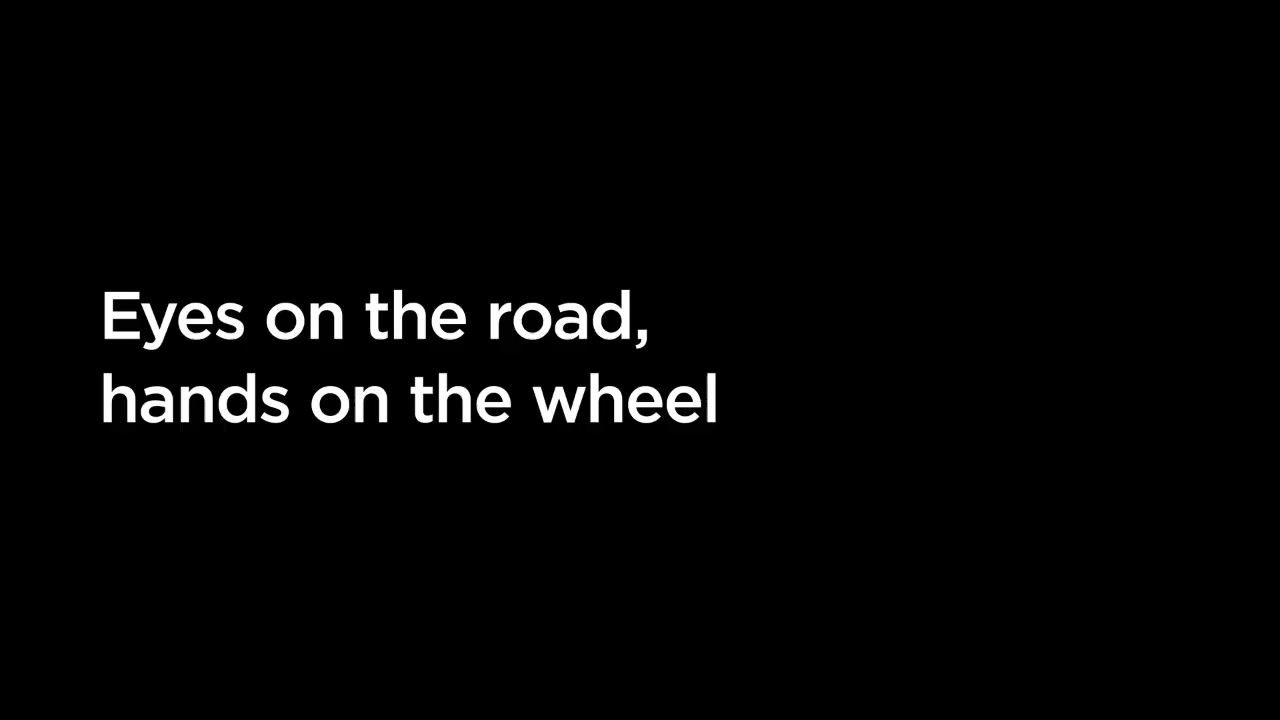 Eyes on the road,
hands on the wheel